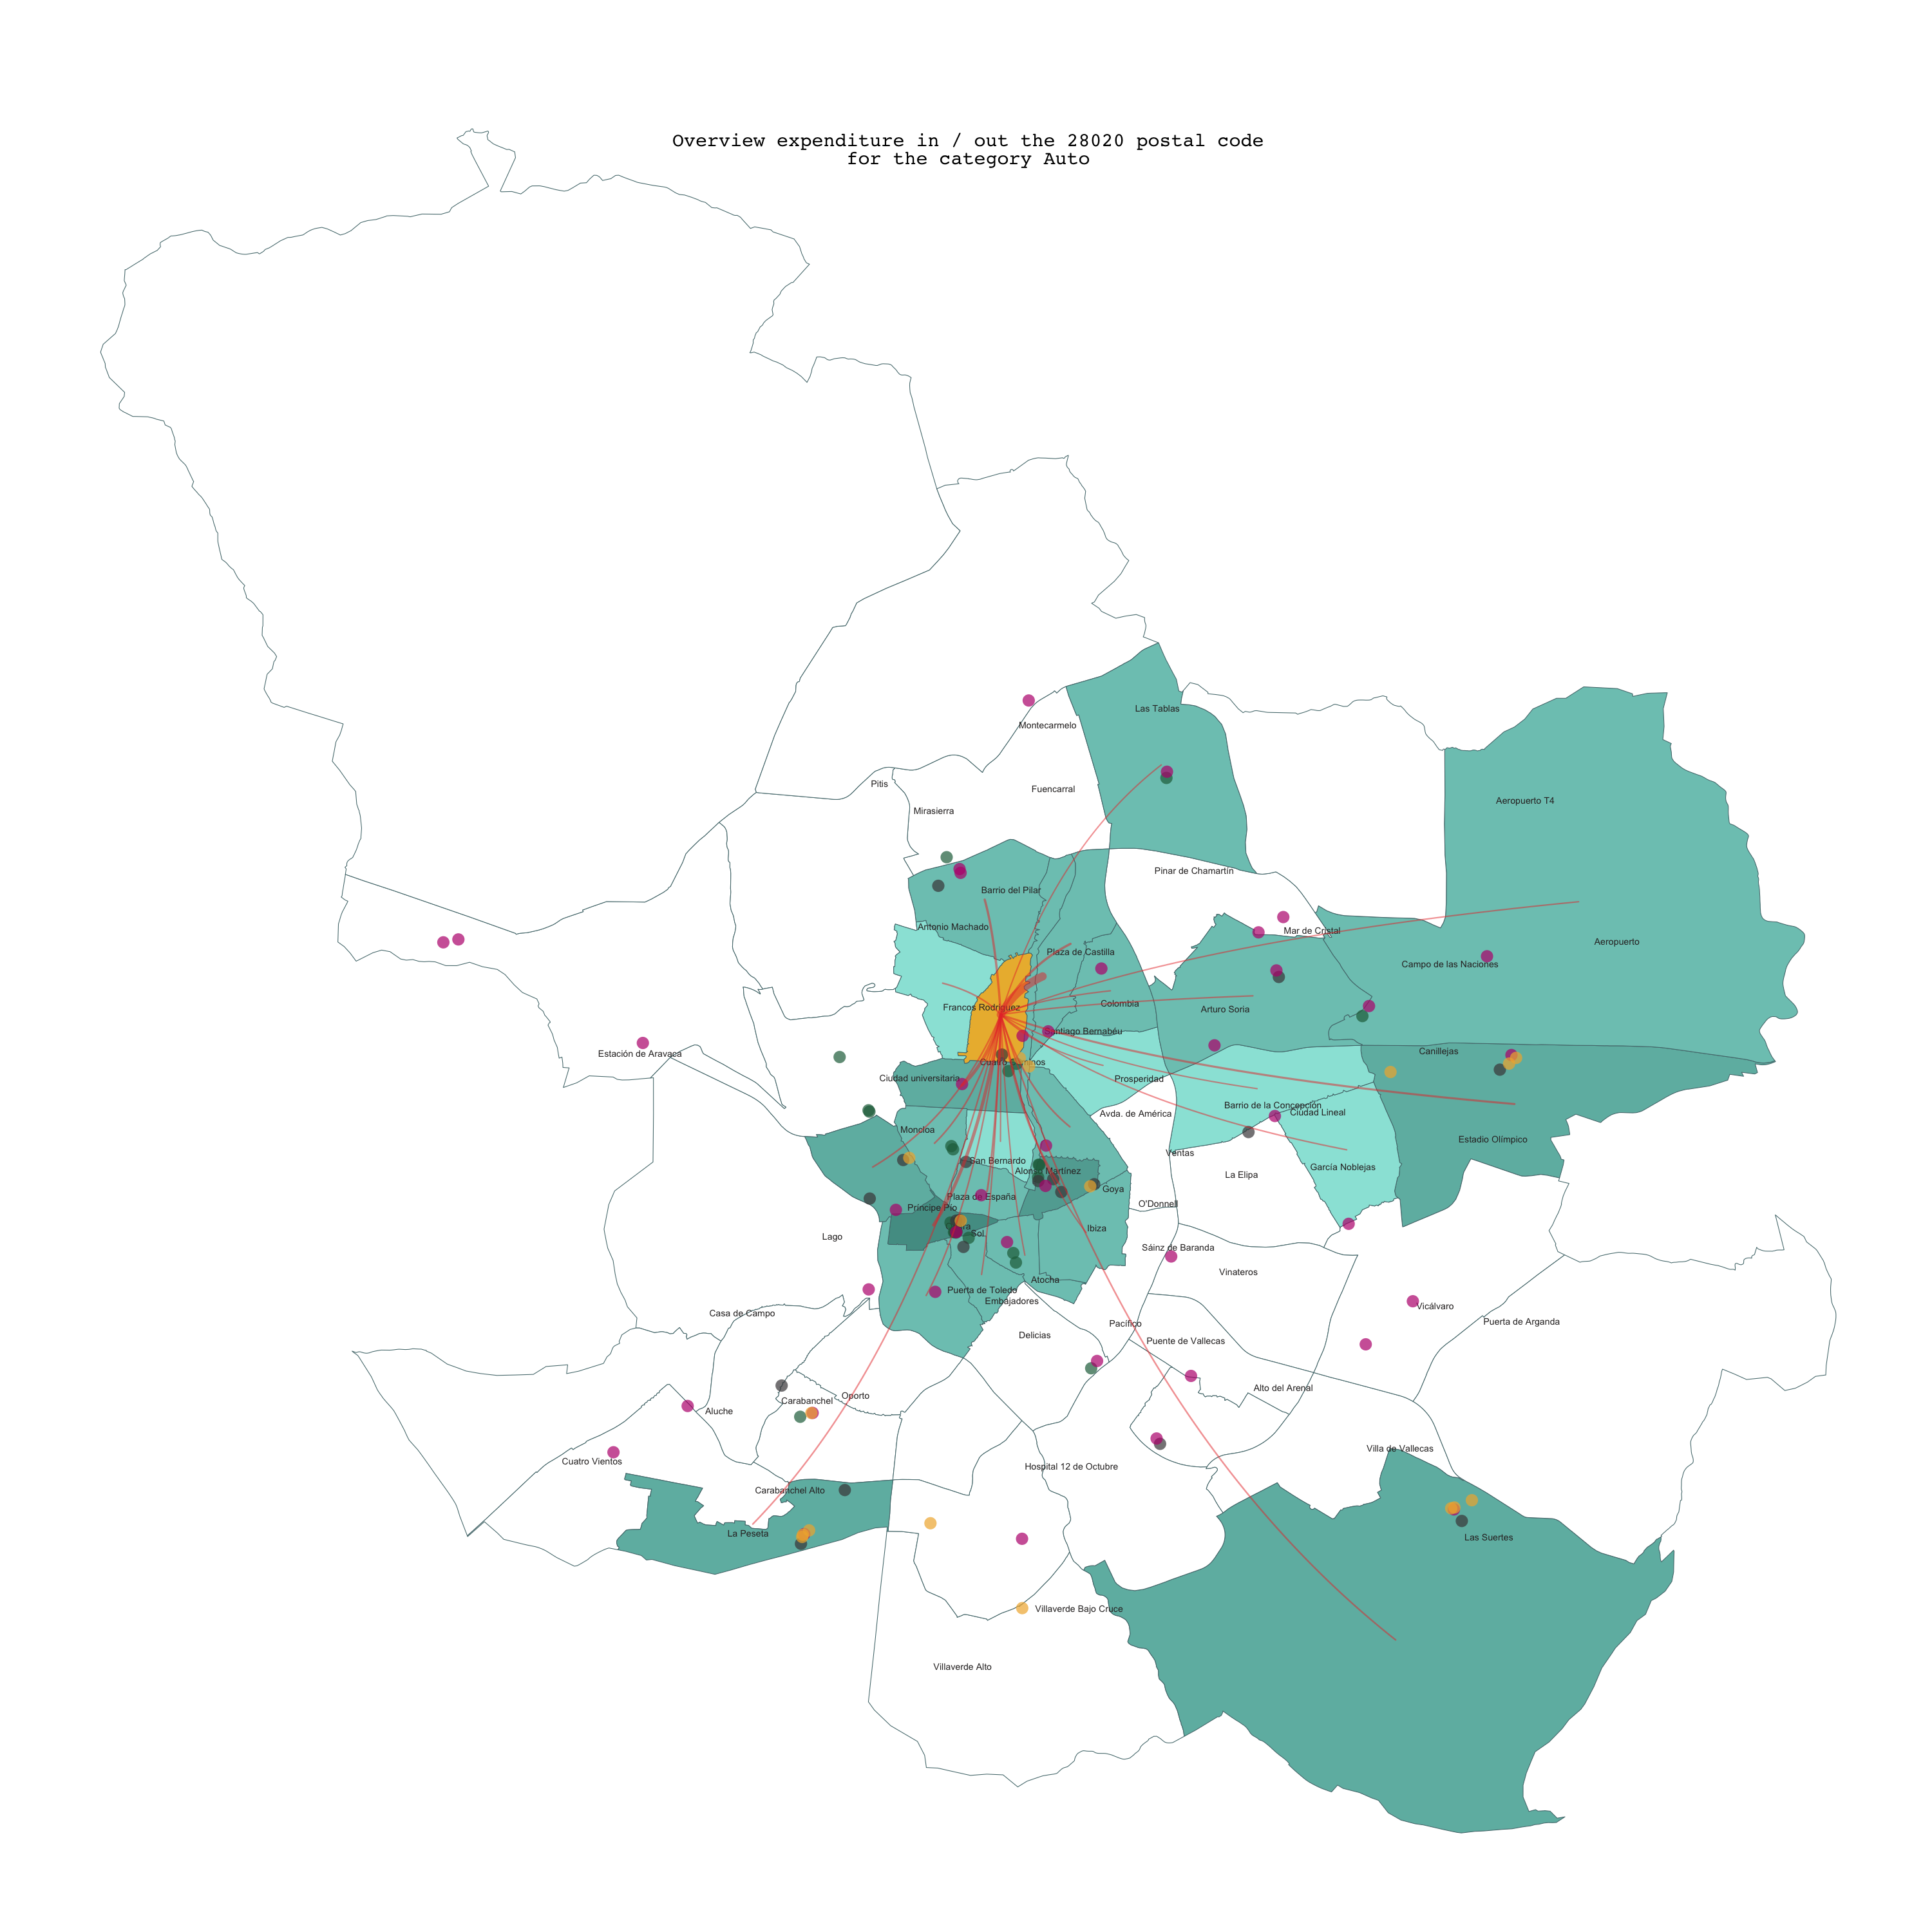 Overview expenditure in / out the 28020 postal code
for the category Auto
Las Tablas
Montecarmelo
Pitis
Fuencarral
Aeropuerto T4
Mirasierra
Pinar de Chamartín
Barrio del Pilar
Antonio Machado
Mar de Cristal
Aeropuerto
Plaza de Castilla
Campo de las Naciones
Francos Rodríguez
Colombia
Arturo Soria
Santiago Bernabéu
Estación de Aravaca
Canillejas
Ciudad universitaria
Prosperidad
Barrio de la Concepción
Ciudad Lineal
Avda. de América
Moncloa
Estadio Olímpico
Ventas
San Bernardo
García Noblejas
Alonso Martínez
La Elipa
Goya
Plaza de España
O'Donnell
Príncipe Pío
Ibiza
Sol
Lago
Sáinz de Baranda
Vinateros
Atocha
Puerta de Toledo
Embajadores
Vicálvaro
Casa de Campo
Puerta de Arganda
Pacífico
Delicias
Puente de Vallecas
Alto del Arenal
Oporto
Carabanchel
Aluche
Villa de Vallecas
Cuatro Vientos
Hospital 12 de Octubre
Carabanchel Alto
La Peseta
Las Suertes
Villaverde Bajo Cruce
Villaverde Alto